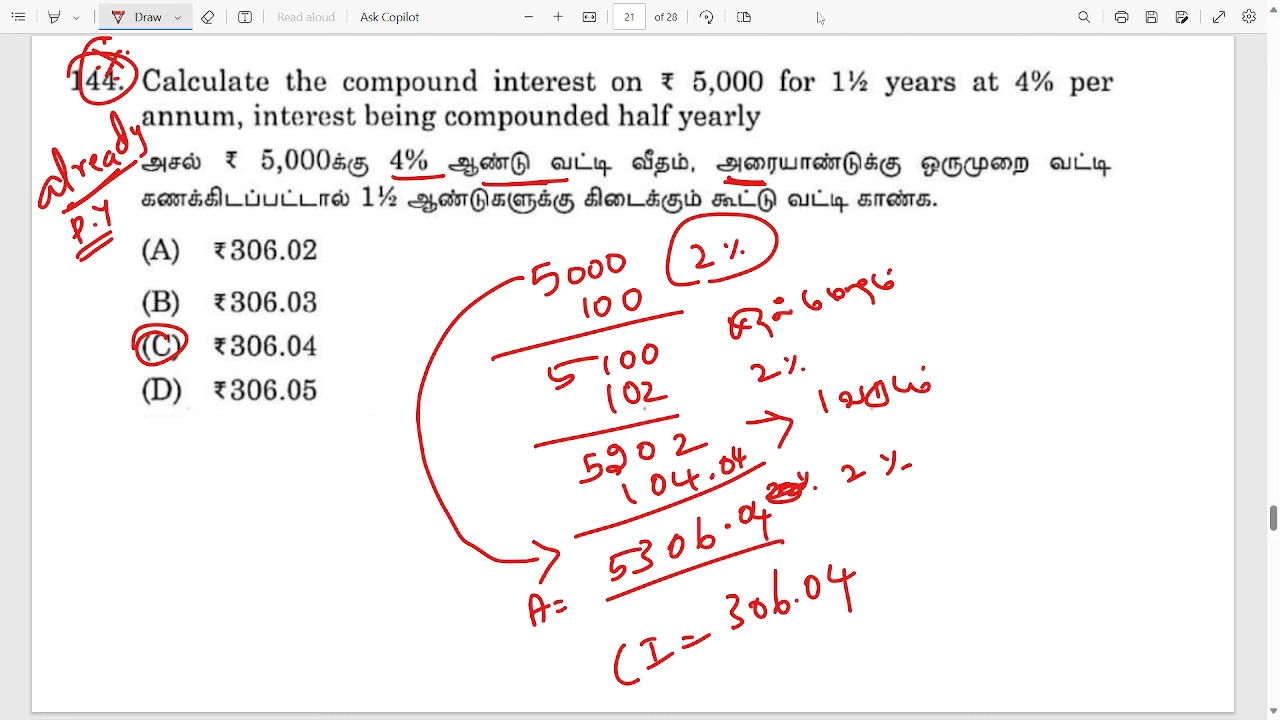 Draw
Read aloud
Ask Copilot
21
of 28
144. Calculate the compound interest on ₹ 5,000 for 1½ years at 4% per
annum, interest being compounded half yearly
அசல் ₹ 5,000க்கு 4% ஆண்டு வட்டி வீதம், அரையாண்டுக்கு ஒருமுறை வட்டி
கணக்கிடப்பட்டால் 1½ ஆண்டுகளுக்கு கிடைக்கும் கூட்டு வட்டி காண்க.
already
P.Y
(A) ₹306.02
(B) ₹306.03
(C) ₹306.04
(D) ₹306.05
5000
2%
100
5100
2%
102
1 வருடம்
5202
104.04
2%
A= 5306.04
CI = 306.04